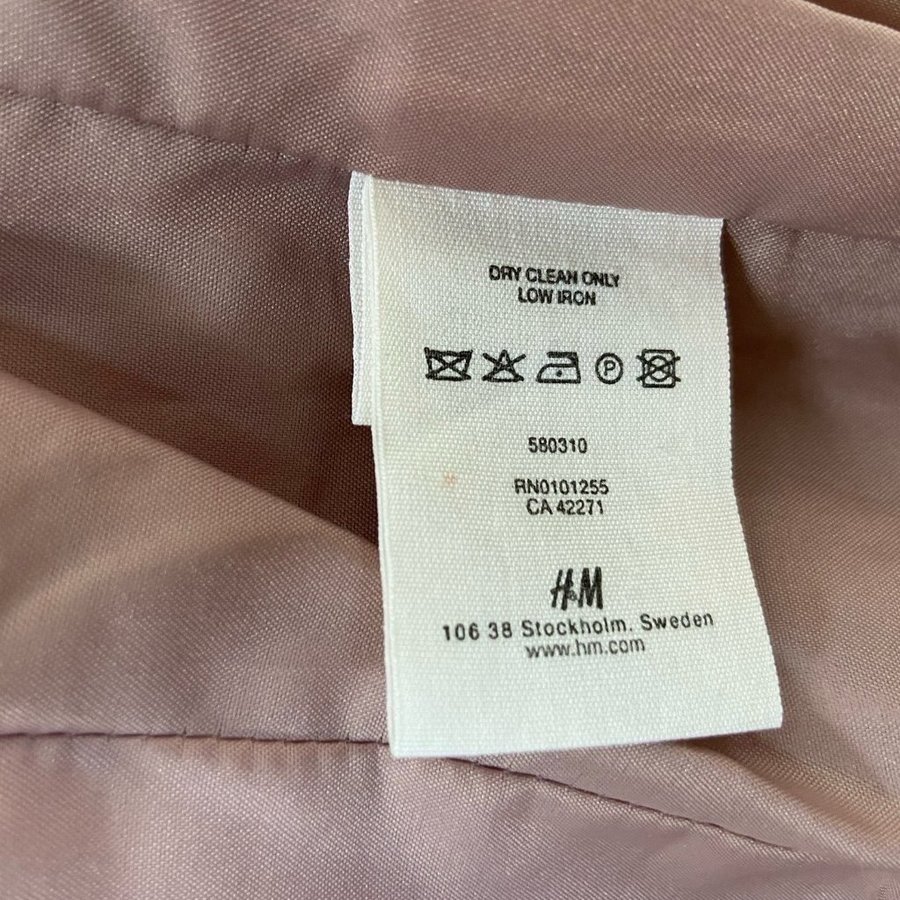 DRY CLEAN ONLY
LOW IRON
P
580310
RN0101255
CA 42271
H&M
106 38 Stockholm. Sweden
www.hm.com